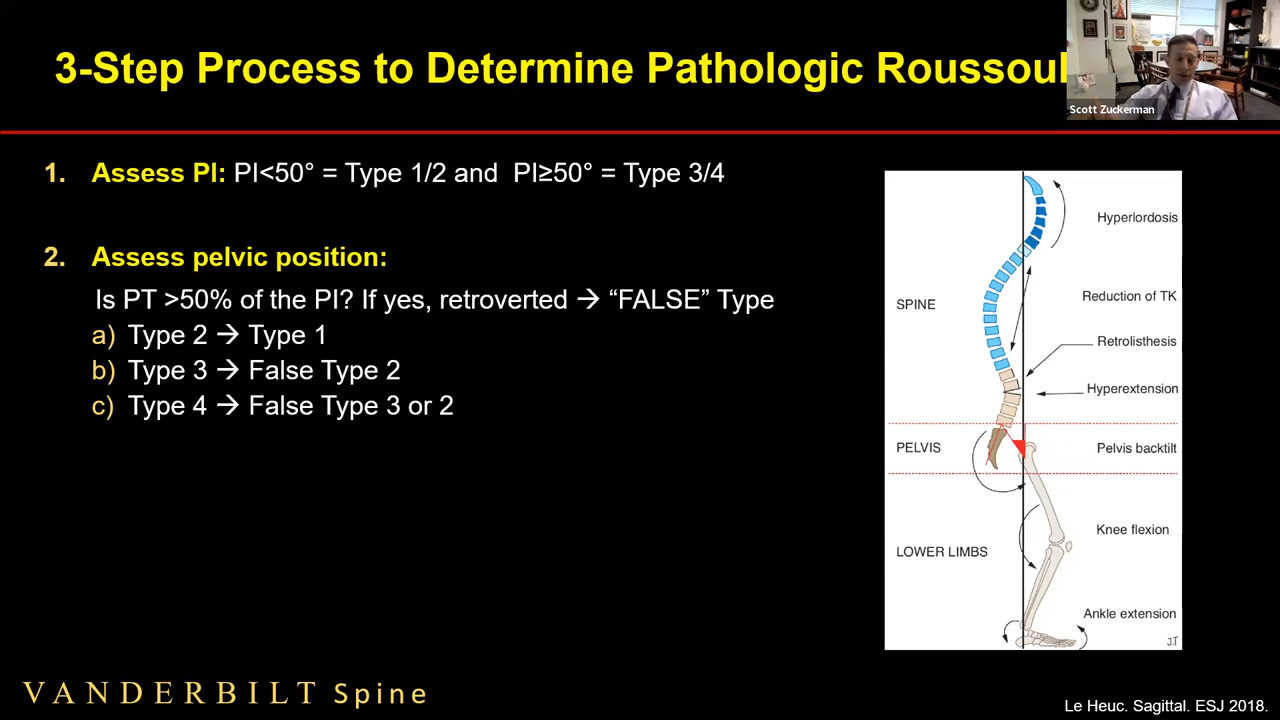 3-Step Process to Determine Pathologic Roussoul
Scott Zuckerman
1. Assess PI: PI<50° = Type 1/2 and PI≥50° = Type 3/4
2. Assess pelvic position:
Is PT >50% of the PI? If yes, retroverted → “FALSE” Type
a) Type 2 → Type 1
b) Type 3 → False Type 2
c) Type 4 → False Type 3 or 2
Hyperlordosis
SPINE
Reduction of TK
Retrolisthesis
Hyperextension
PELVIS
Pelvis backtilt
Knee flexion
LOWER LIMBS
Ankle extension
J.T
VANDERBILT Spine
Le Heuc. Sagittal. ESJ 2018.